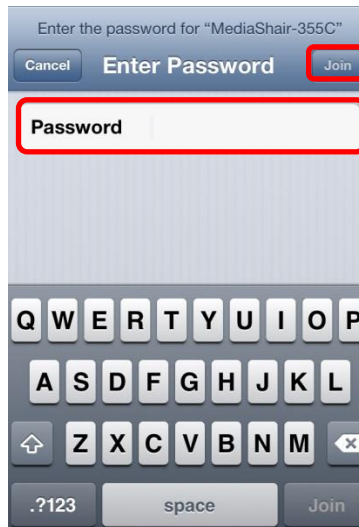 Enter the password for “MediaShair-355C”
Cancel Enter Password Join
Password
Q W E R T Y U I O P
A S D F G H J K L
Z X C V B N M
.?123 space Join